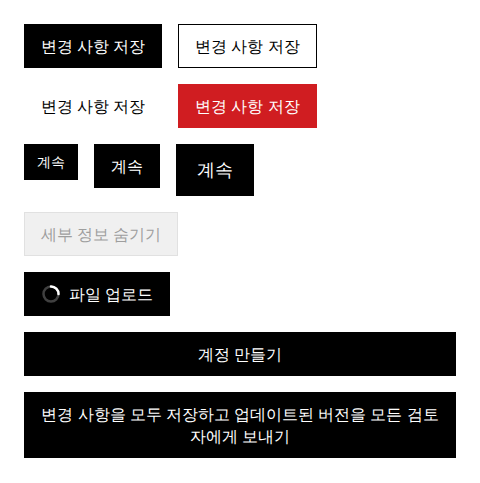 변경 사항 저장
변경 사항 저장
변경 사항 저장
변경 사항 저장
계속
계속
계속
세부 정보 숨기기
파일 업로드
계정 만들기
변경 사항을 모두 저장하고 업데이트된 버전을 모든 검토
자에게 보내기